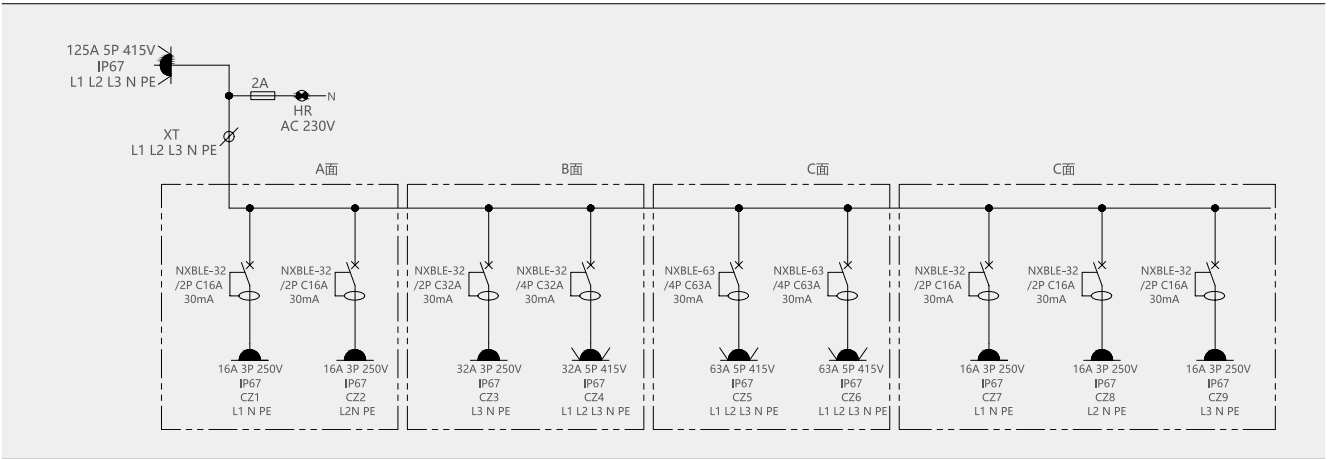 125A 5P 415V
IP67
L1 L2 L3 N PE
2A
N
HR
AC 230V
XT
L1 L2 L3 N PE
A面
B面
C面
C面
NXBLE-32
/2P C16A
30mA
NXBLE-32
/2P C16A
30mA
NXBLE-32
/2P C32A
30mA
NXBLE-32
/4P C32A
30mA
NXBLE-63
/4P C63A
30mA
NXBLE-63
/4P C63A
30mA
NXBLE-32
/2P C16A
30mA
NXBLE-32
/2P C16A
30mA
NXBLE-32
/2P C16A
30mA
16A 3P 250V
IP67
CZ1
L1 N PE
16A 3P 250V
IP67
CZ2
L2N PE
32A 3P 250V
IP67
CZ3
L3 N PE
32A 5P 415V
IP67
CZ4
L1 L2 L3 N PE
63A 5P 415V
IP67
CZ5
L1 L2 L3 N PE
63A 5P 415V
IP67
CZ6
L1 L2 L3 N PE
16A 3P 250V
IP67
CZ7
L1 N PE
16A 3P 250V
IP67
CZ8
L2 N PE
16A 3P 250V
IP67
CZ9
L3 N PE